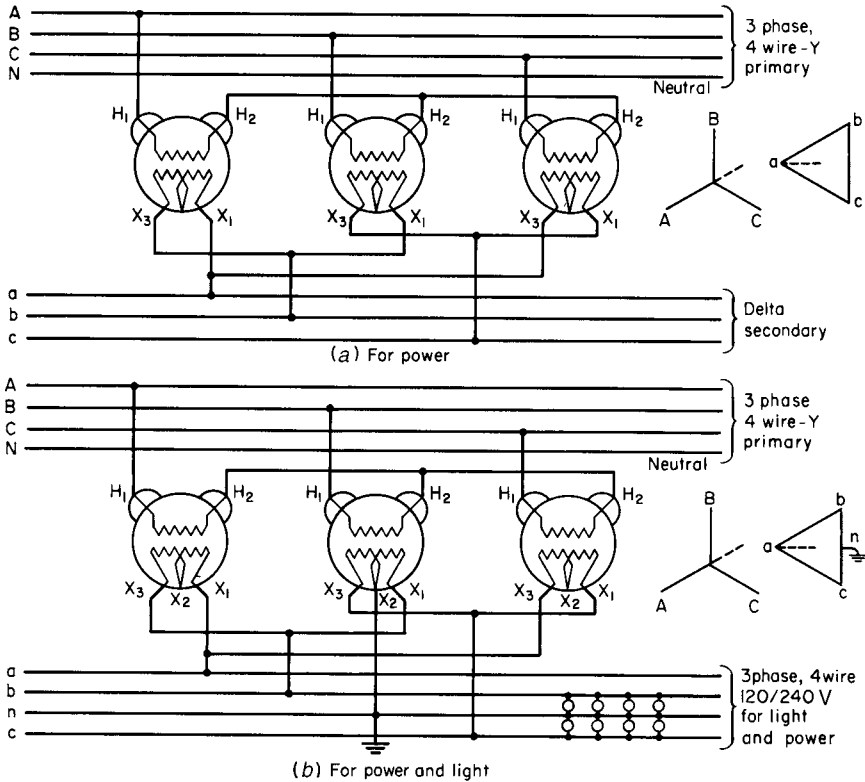 A
B
C
N
3 phase,
4 wire-Y
primary
Neutral
H1 H2 H1 H2 H1 H2
X3 X1 X3 X1 X3 X1
B
A C
b
a
c
a
b
c
Delta
secondary
(a) For power
A
B
C
N
3 phase
4 wire-Y
primary
Neutral
H1 H2 H1 H2 H1 H2
X3 X2 X1 X3 X2 X1 X3 X2 X1
B
A C
b
n
a
c
a
b
n
c
3phase, 4wire
120/240 V
for light
and power
(b) For power and light